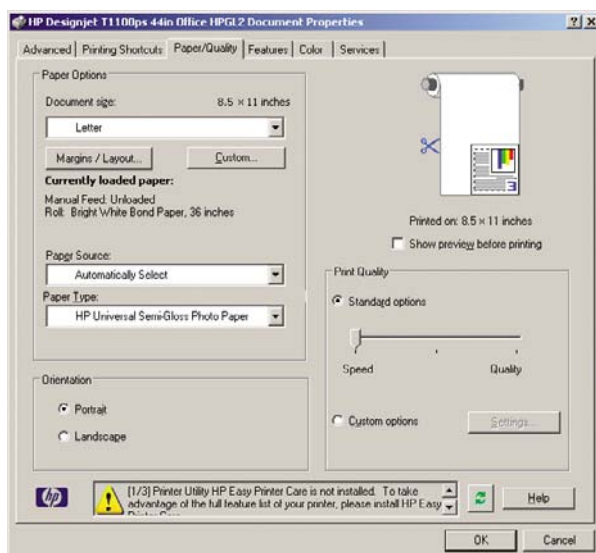 HP Designjet T1100ps 44in Office HPGL2 Document Properties
Advanced Printing Shortcuts Paper/Quality Features Color Services
Paper Options
Document size: 8.5 × 11 inches
Letter
Margins / Layout... Custom...
Currently loaded paper:
Manual Feed: Unloaded
Roll: Bright White Bond Paper, 36 inches
Paper Source:
Automatically Select
Paper Type:
HP Universal Semi-Gloss Photo Paper
Orientation
Portrait
Landscape
3
Printed on: 8.5 × 11 inches
Show preview before printing
Print Quality
Standard options
Speed Quality
Custom options Settings...
hp
[1/3] Printer Utility HP Easy Printer Care is not installed. To take
advantage of the full feature list of your printer, please install HP Easy
Printer Care
Help
OK Cancel